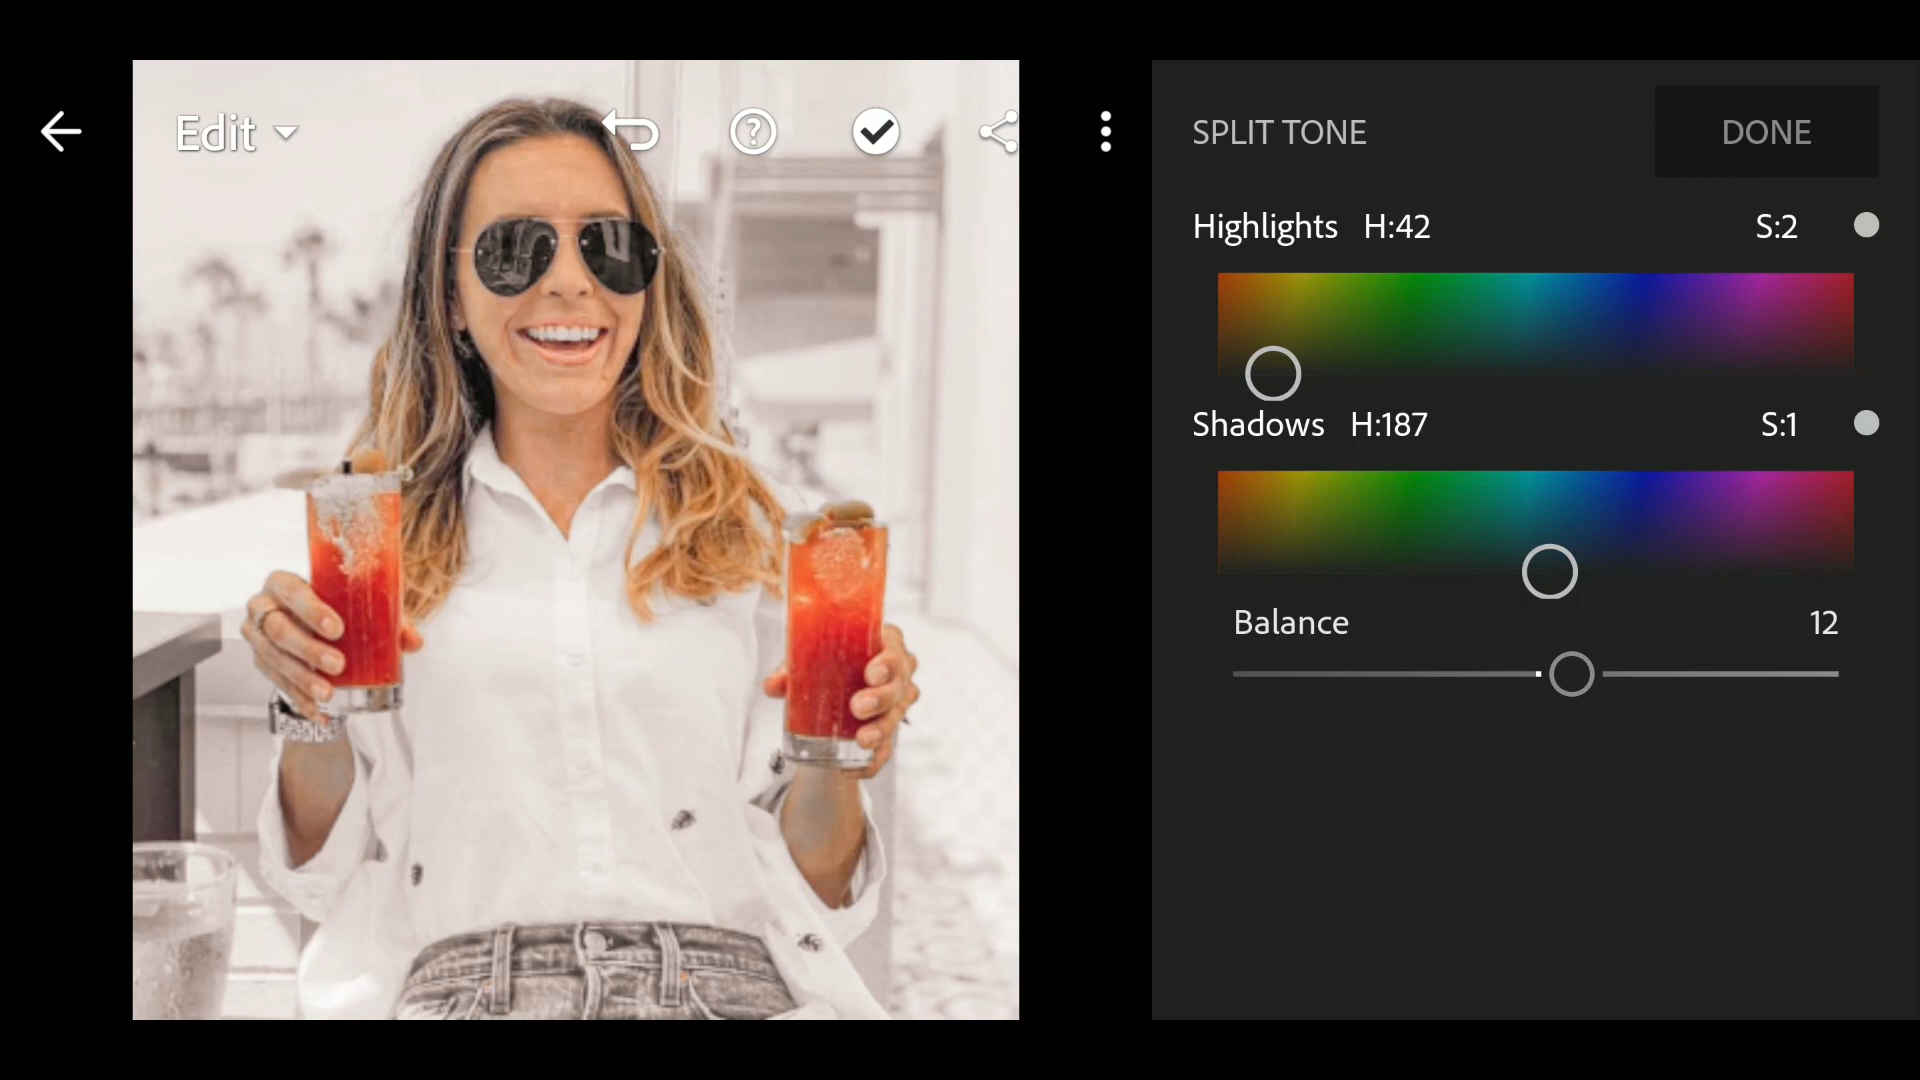 Edit
SPLIT TONE
DONE
Highlights H:42 S:2
Shadows H:187 S:1
Balance 12